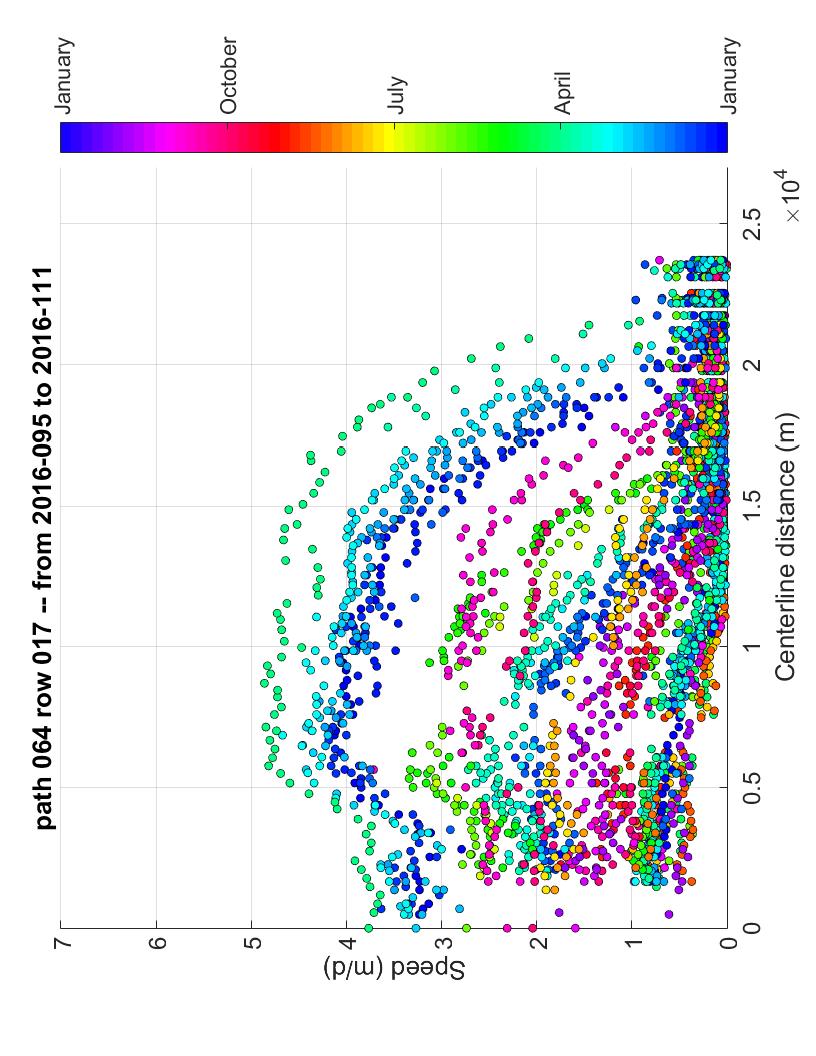 path 064 row 017 -- from 2016-095 to 2016-111
7
6
5
4
3
2
1
0
Speed (m/d)
0
0.5
1
1.5
2
2.5
×10⁴
Centerline distance (m)
January
October
July
April
January